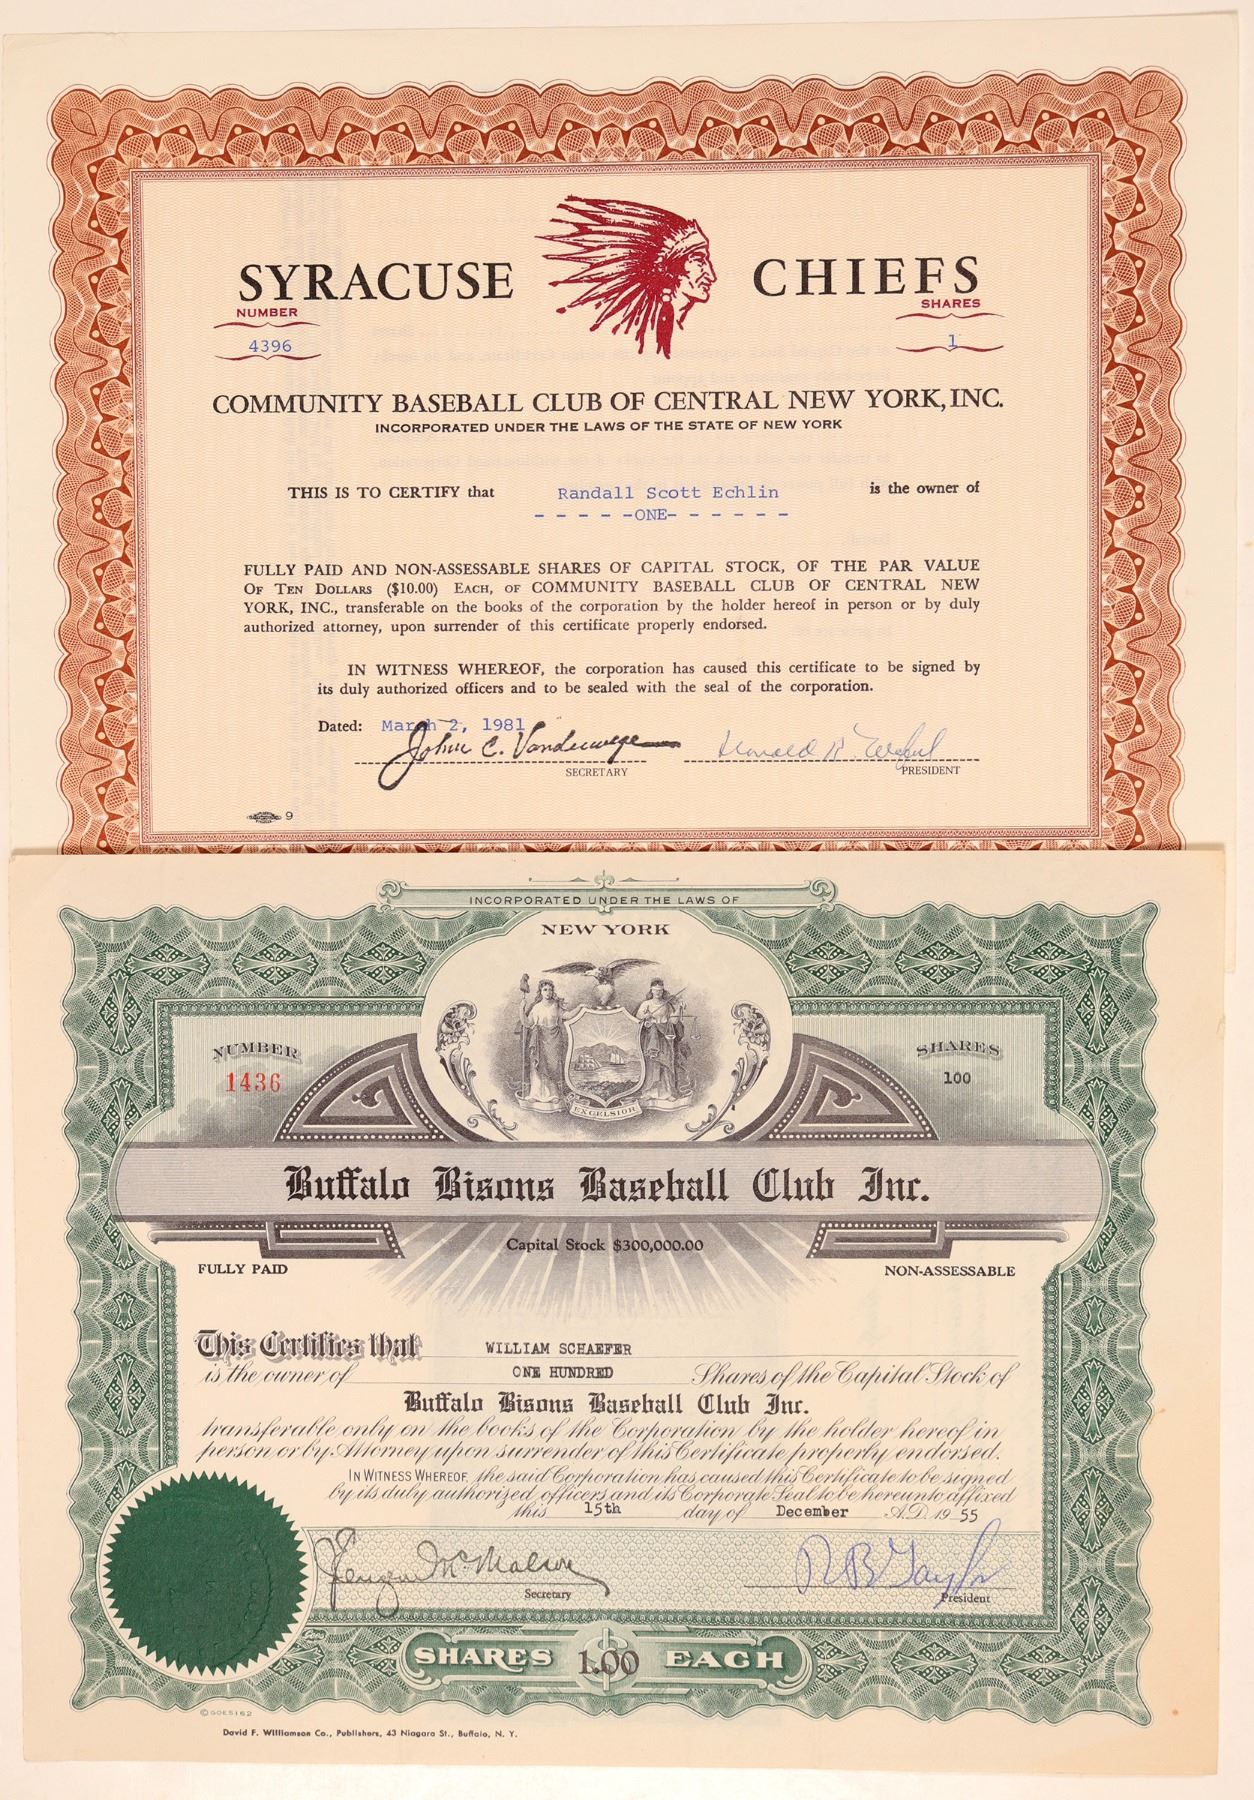 SYRACUSE CHIEFS
NUMBER SHARES
4396 1
COMMUNITY BASEBALL CLUB OF CENTRAL NEW YORK, INC.
INCORPORATED UNDER THE LAWS OF THE STATE OF NEW YORK
THIS IS TO CERTIFY that Randall Scott Echlin is the owner of
- - - - -ONE- - - - - -
FULLY PAID AND NON-ASSESSABLE SHARES OF CAPITAL STOCK, OF THE PAR VALUE
OF TEN DOLLARS ($10.00) EACH, OF COMMUNITY BASEBALL CLUB OF CENTRAL NEW
YORK, INC., transferable on the books of the corporation by the holder hereof in person or by duly
authorized attorney, upon surrender of this certificate properly endorsed.
IN WITNESS WHEREOF, the corporation has caused this certificate to be signed by
its duly authorized officers and to be sealed with the seal of the corporation.
Dated: March 2, 1981
John C. Vanderwege
SECRETARY PRESIDENT
9
INCORPORATED UNDER THE LAWS OF
NEW YORK
NUMBER SHARES
1436 100
EXCELSIOR
Buffalo Bisons Baseball Club Inc.
Capital Stock $300,000.00
FULLY PAID NON-ASSESSABLE
This Certifies that WILLIAM SCHAEFER
is the owner of ONE HUNDRED Shares of the Capital Stock of
Buffalo Bisons Baseball Club Inc.
transferable only on the books of the Corporation by the holder hereof in
person or by Attorney upon surrender of this Certificate properly endorsed.
IN WITNESS WHEREOF, the said Corporation has caused this Certificate to be signed
by its duly authorized officers and its Corporate Seal to be hereunto affixed
this 15th day of December A.D. 19 55
R B Taylor
Secretary President
SHARES $1.00 EACH
© GOES 162
David F. Williamson Co., Publishers, 43 Niagara St., Buffalo, N. Y.